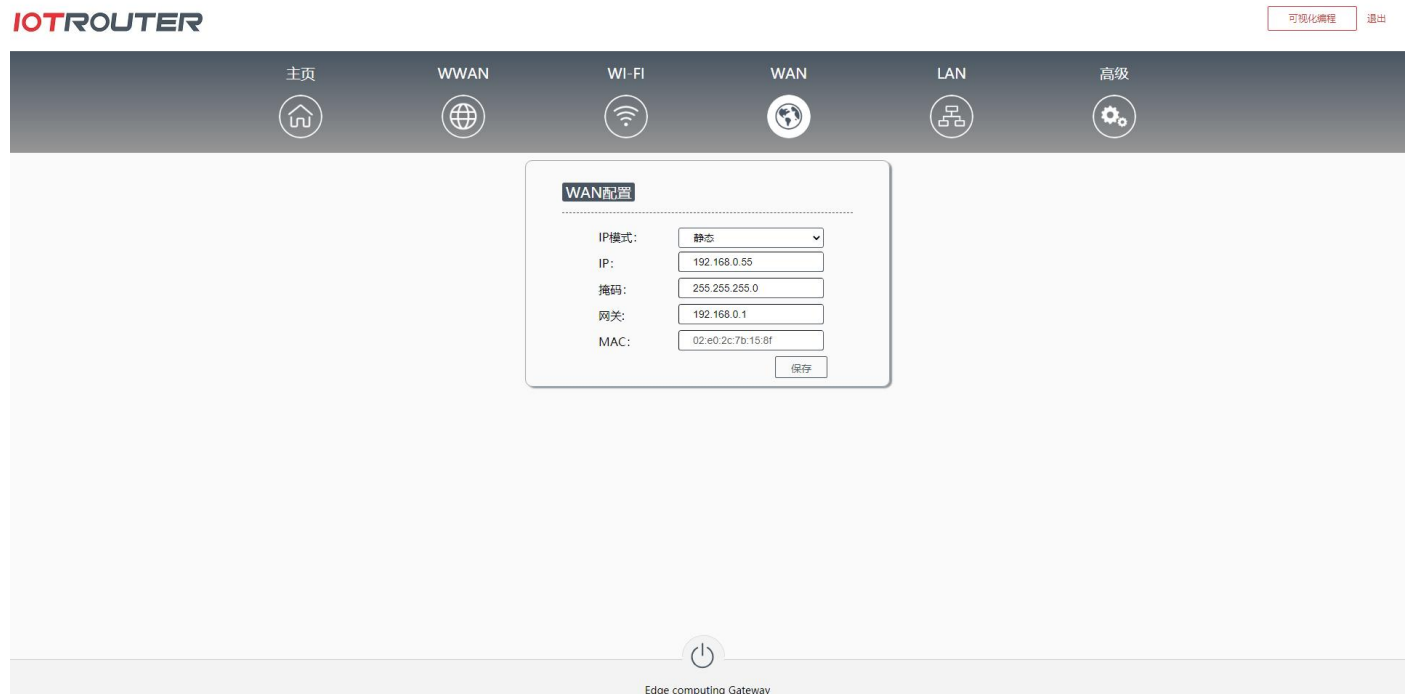 IOTROUTER
可视化编程 退出
主页 WWAN WI-FI WAN LAN 高级
WAN配置
IP模式: 静态
IP: 192.168.0.55
掩码: 255.255.255.0
网关: 192.168.0.1
MAC: 02:e0:2c:7b:15:8f
保存
Edge computing Gateway